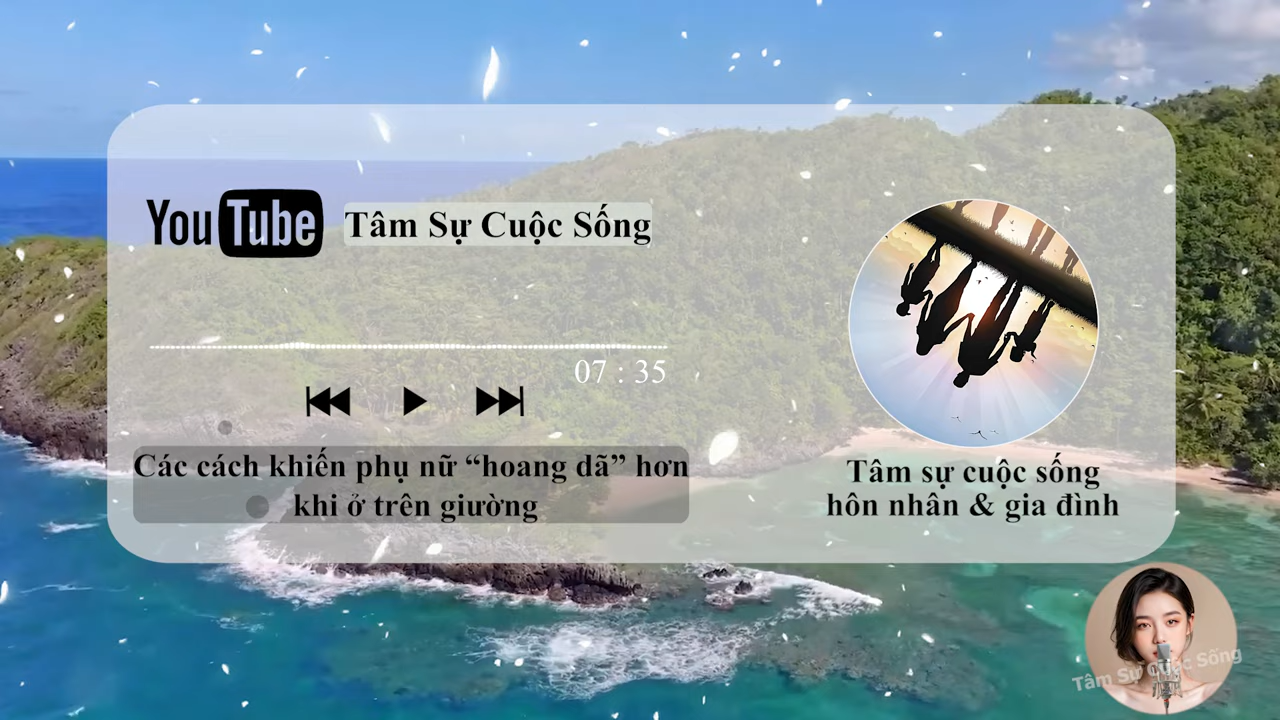 YouTube
Tâm Sự Cuộc Sống
07 : 35
Các cách khiến phụ nữ “hoang dã” hơn
khi ở trên giường
Tâm sự cuộc sống
hôn nhân & gia đình
Tâm Sự Cuộc Sống